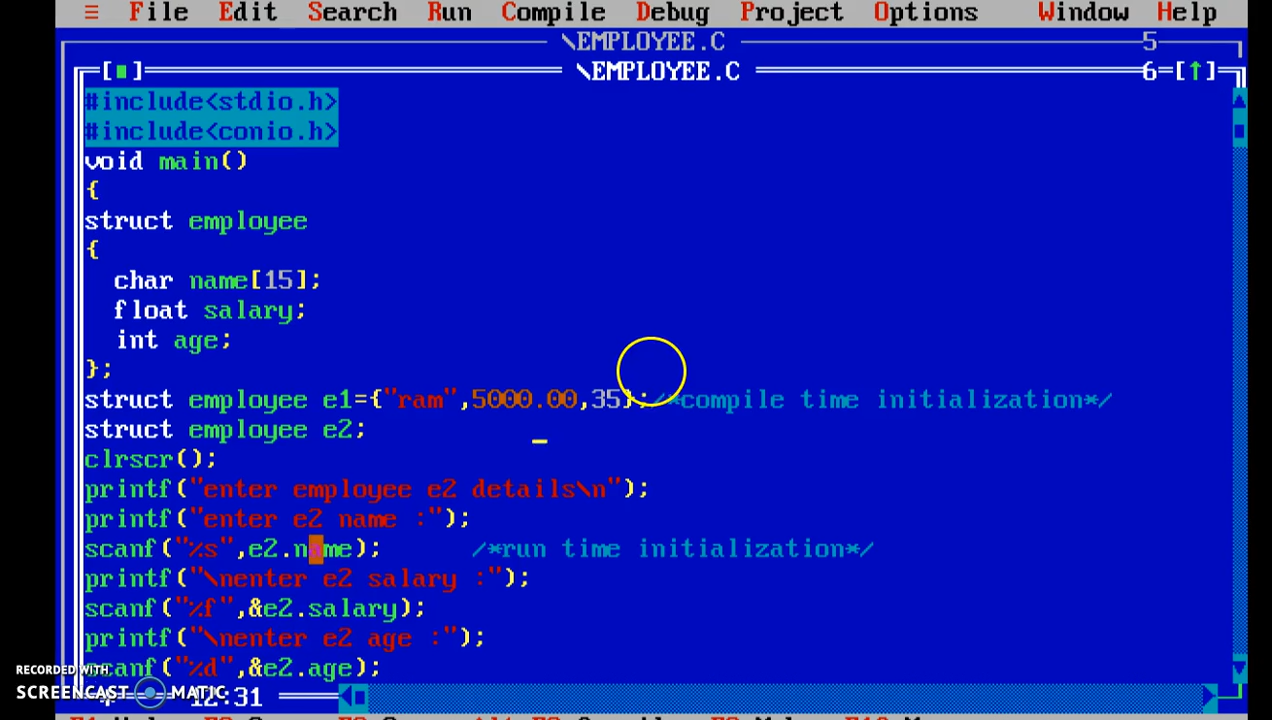 ≡ File Edit Search Run Compile Debug Project Options Window Help
\EMPLOYEE.C 5
[■] \EMPLOYEE.C 6=[↑]
#include<stdio.h>
#include<conio.h>
void main()
{
struct employee
{
char name[15];
float salary;
int age;
};
struct employee e1={"ram",5000.00,35};/*compile time initialization*/
struct employee e2;
clrscr();
printf("enter employee e2 details\n");
printf("enter e2 name :");
scanf("%s",e2.name); /*run time initialization*/
printf("\nenter e2 salary :");
scanf("%f",&e2.salary);
printf("\nenter e2 age :");
scanf("%d",&e2.age);
RECORDED WITH
SCREENCAST MATIC
12:31